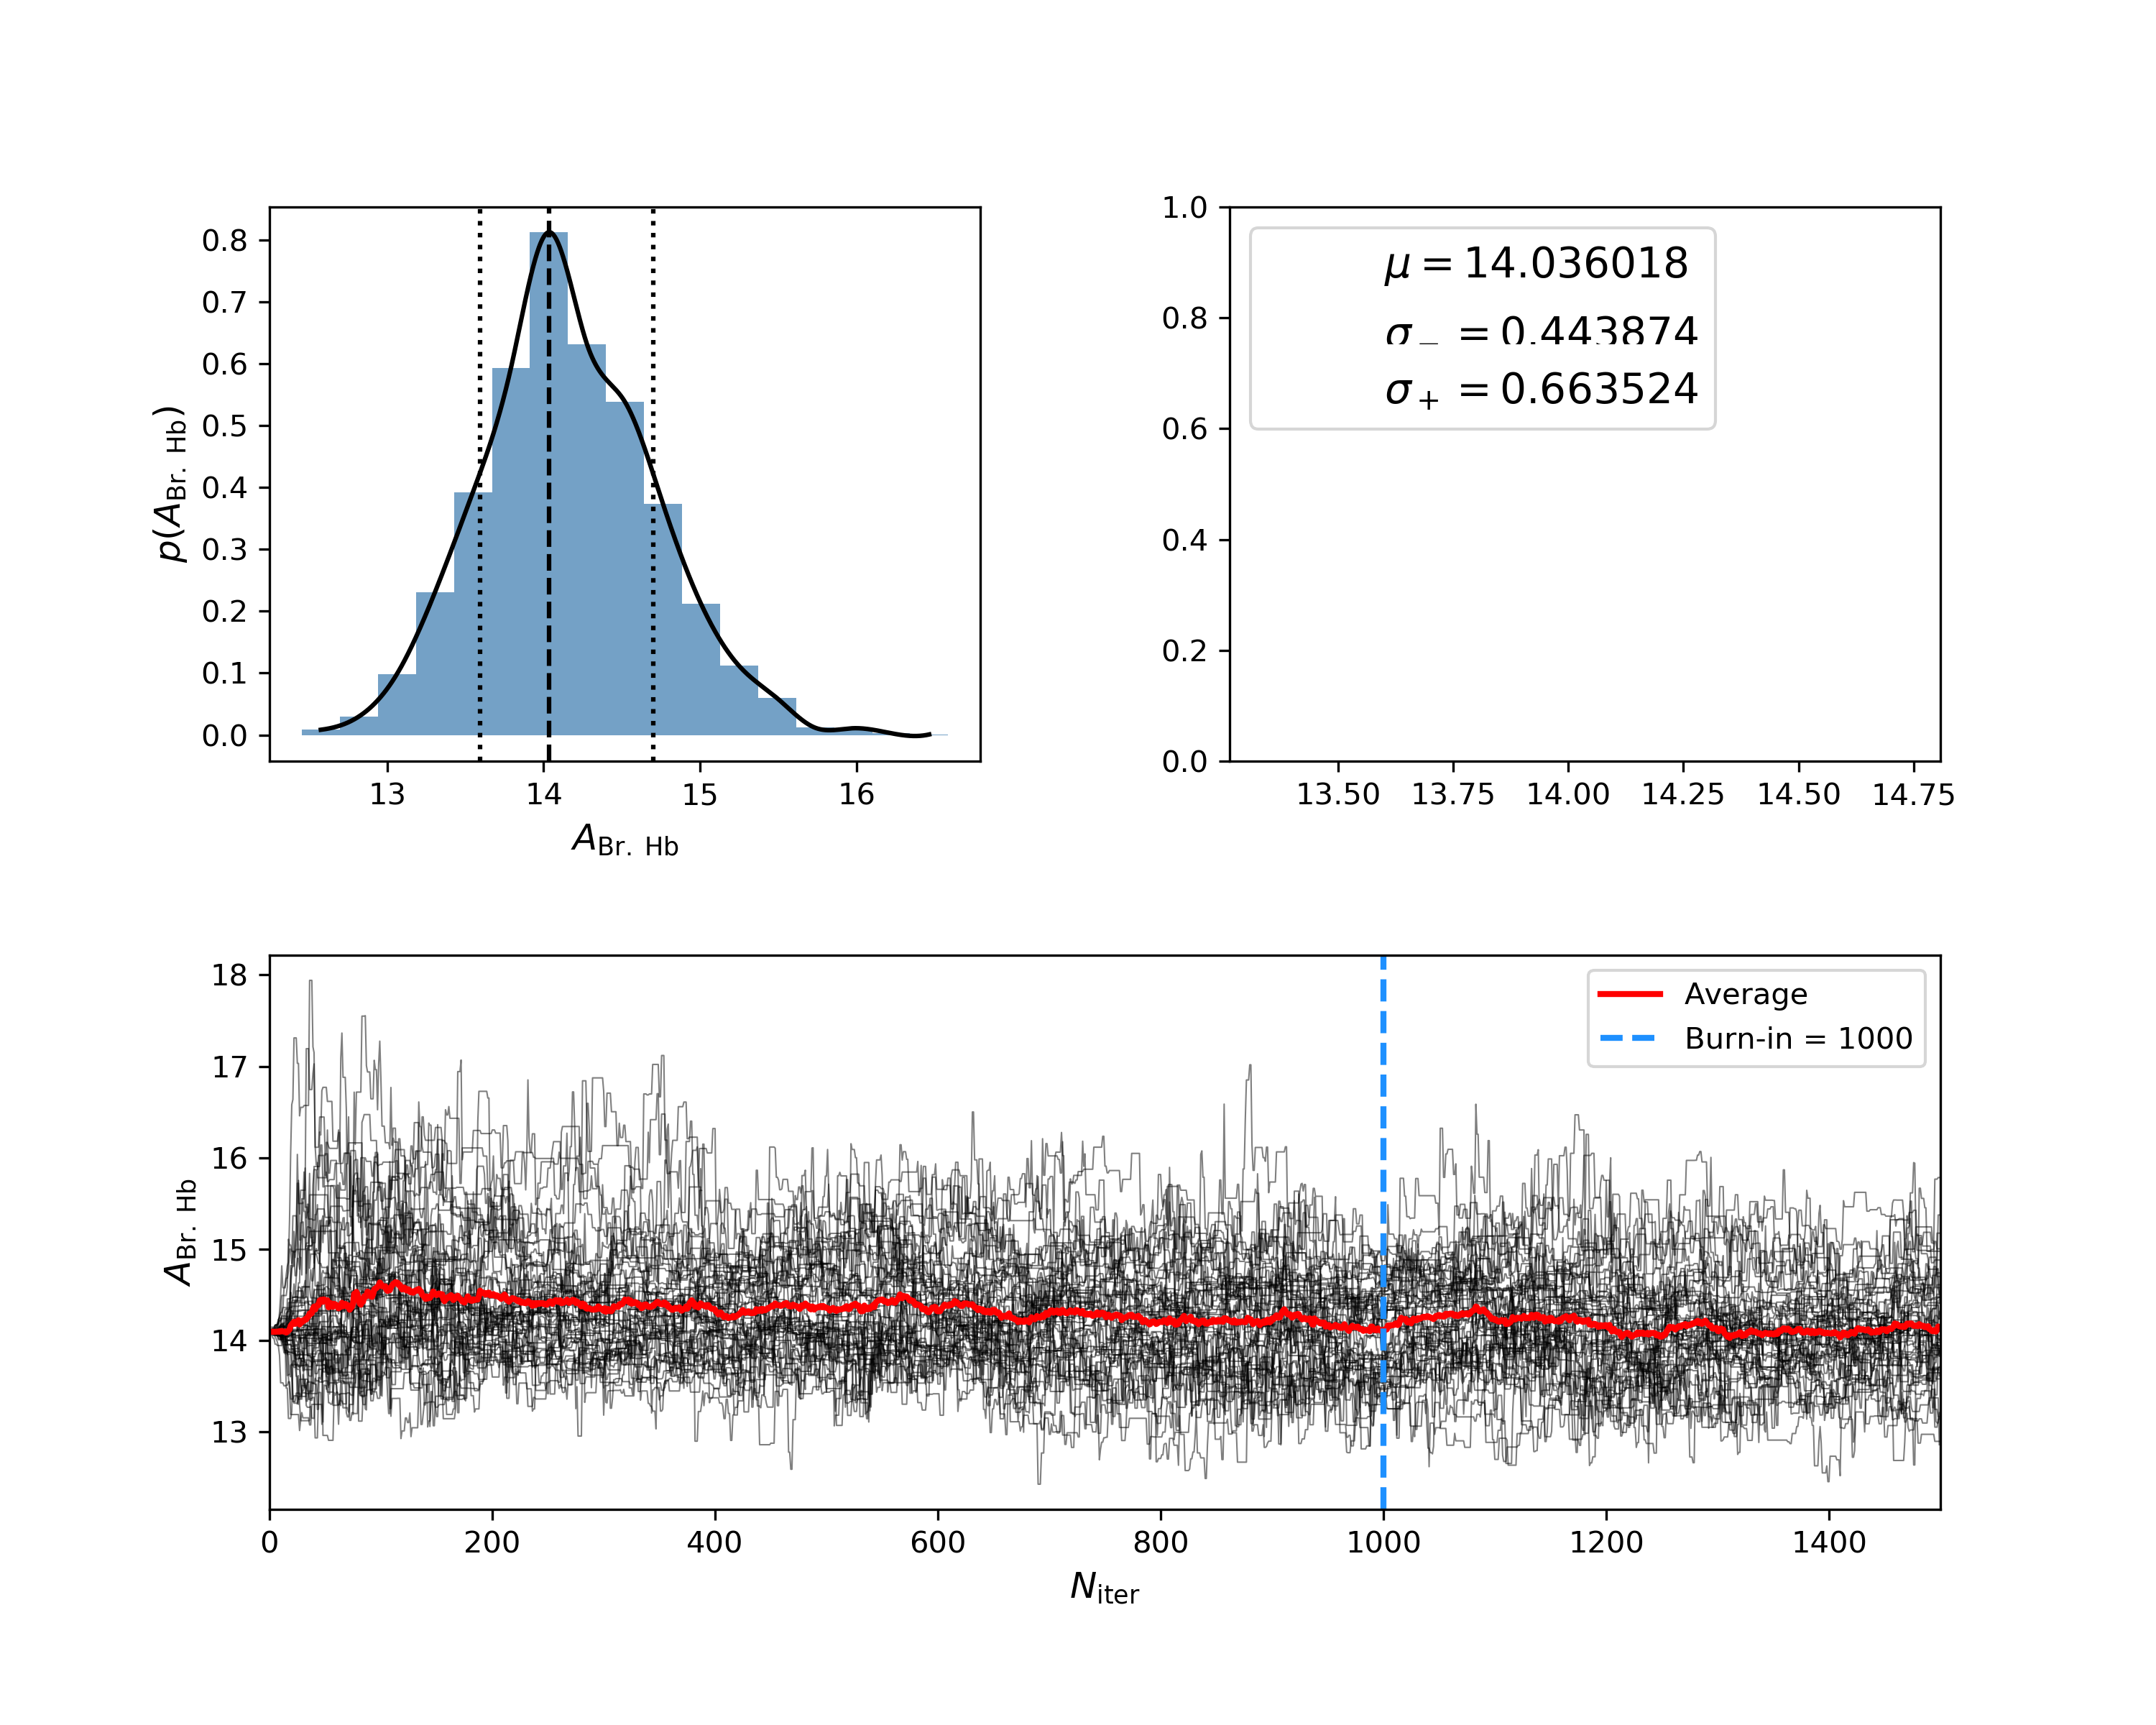 0.8
0.7
0.6
0.5
0.4
0.3
0.2
0.1
0.0
p(A_Br. Hb)
13 14 15 16
A_Br. Hb
1.0
0.8
0.6
0.4
0.2
0.0
μ = 14.036018
σ_− = 0.443874
σ_+ = 0.663524
13.50 13.75 14.00 14.25 14.50 14.75
18
17
16
15
14
13
A_Br. Hb
Average
Burn-in = 1000
0 200 400 600 800 1000 1200 1400
N_iter